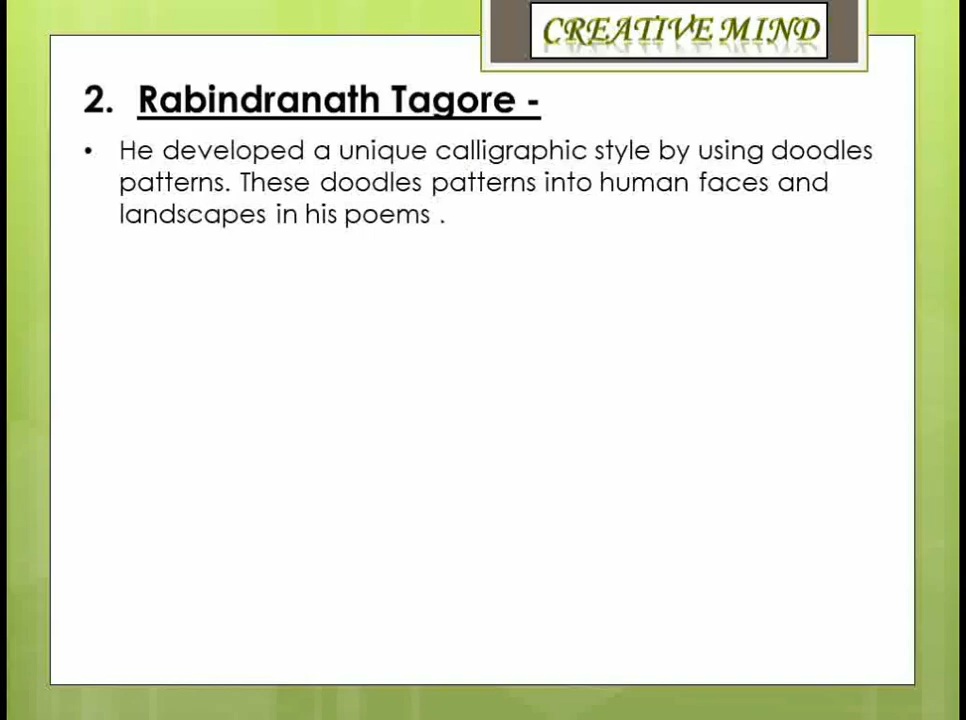 CREATIVE MIND
2. Rabindranath Tagore -
• He developed a unique calligraphic style by using doodles
patterns. These doodles patterns into human faces and
landscapes in his poems .